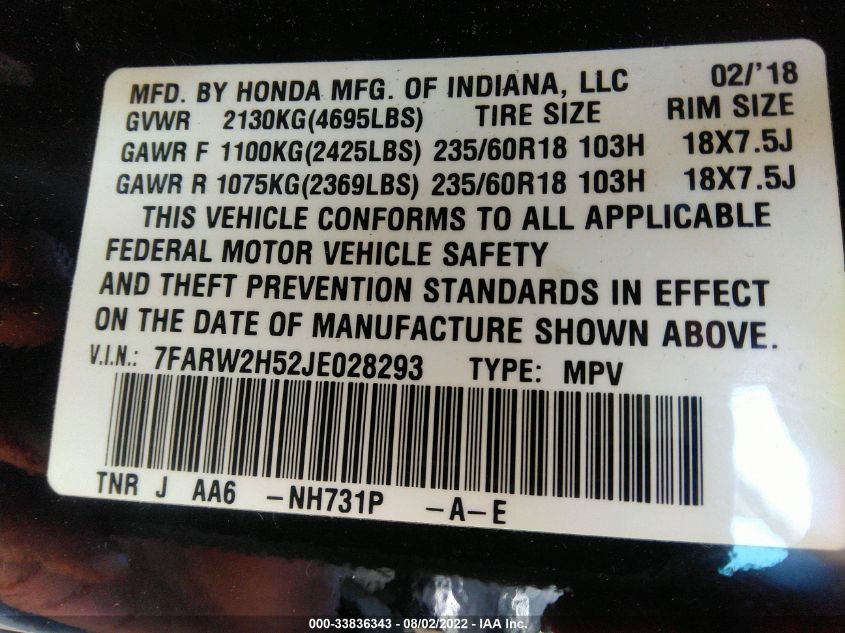 MFD. BY HONDA MFG. OF INDIANA, LLC 02/'18
GVWR 2130KG(4695LBS) TIRE SIZE RIM SIZE
GAWR F 1100KG(2425LBS) 235/60R18 103H 18X7.5J
GAWR R 1075KG(2369LBS) 235/60R18 103H 18X7.5J
THIS VEHICLE CONFORMS TO ALL APPLICABLE
FEDERAL MOTOR VEHICLE SAFETY
AND THEFT PREVENTION STANDARDS IN EFFECT
ON THE DATE OF MANUFACTURE SHOWN ABOVE.
V.I.N.: 7FARW2H52JE028293 TYPE: MPV
TNR J AA6 -NH731P -A-E
000-33836343 - 08/02/2022 - IAA Inc.